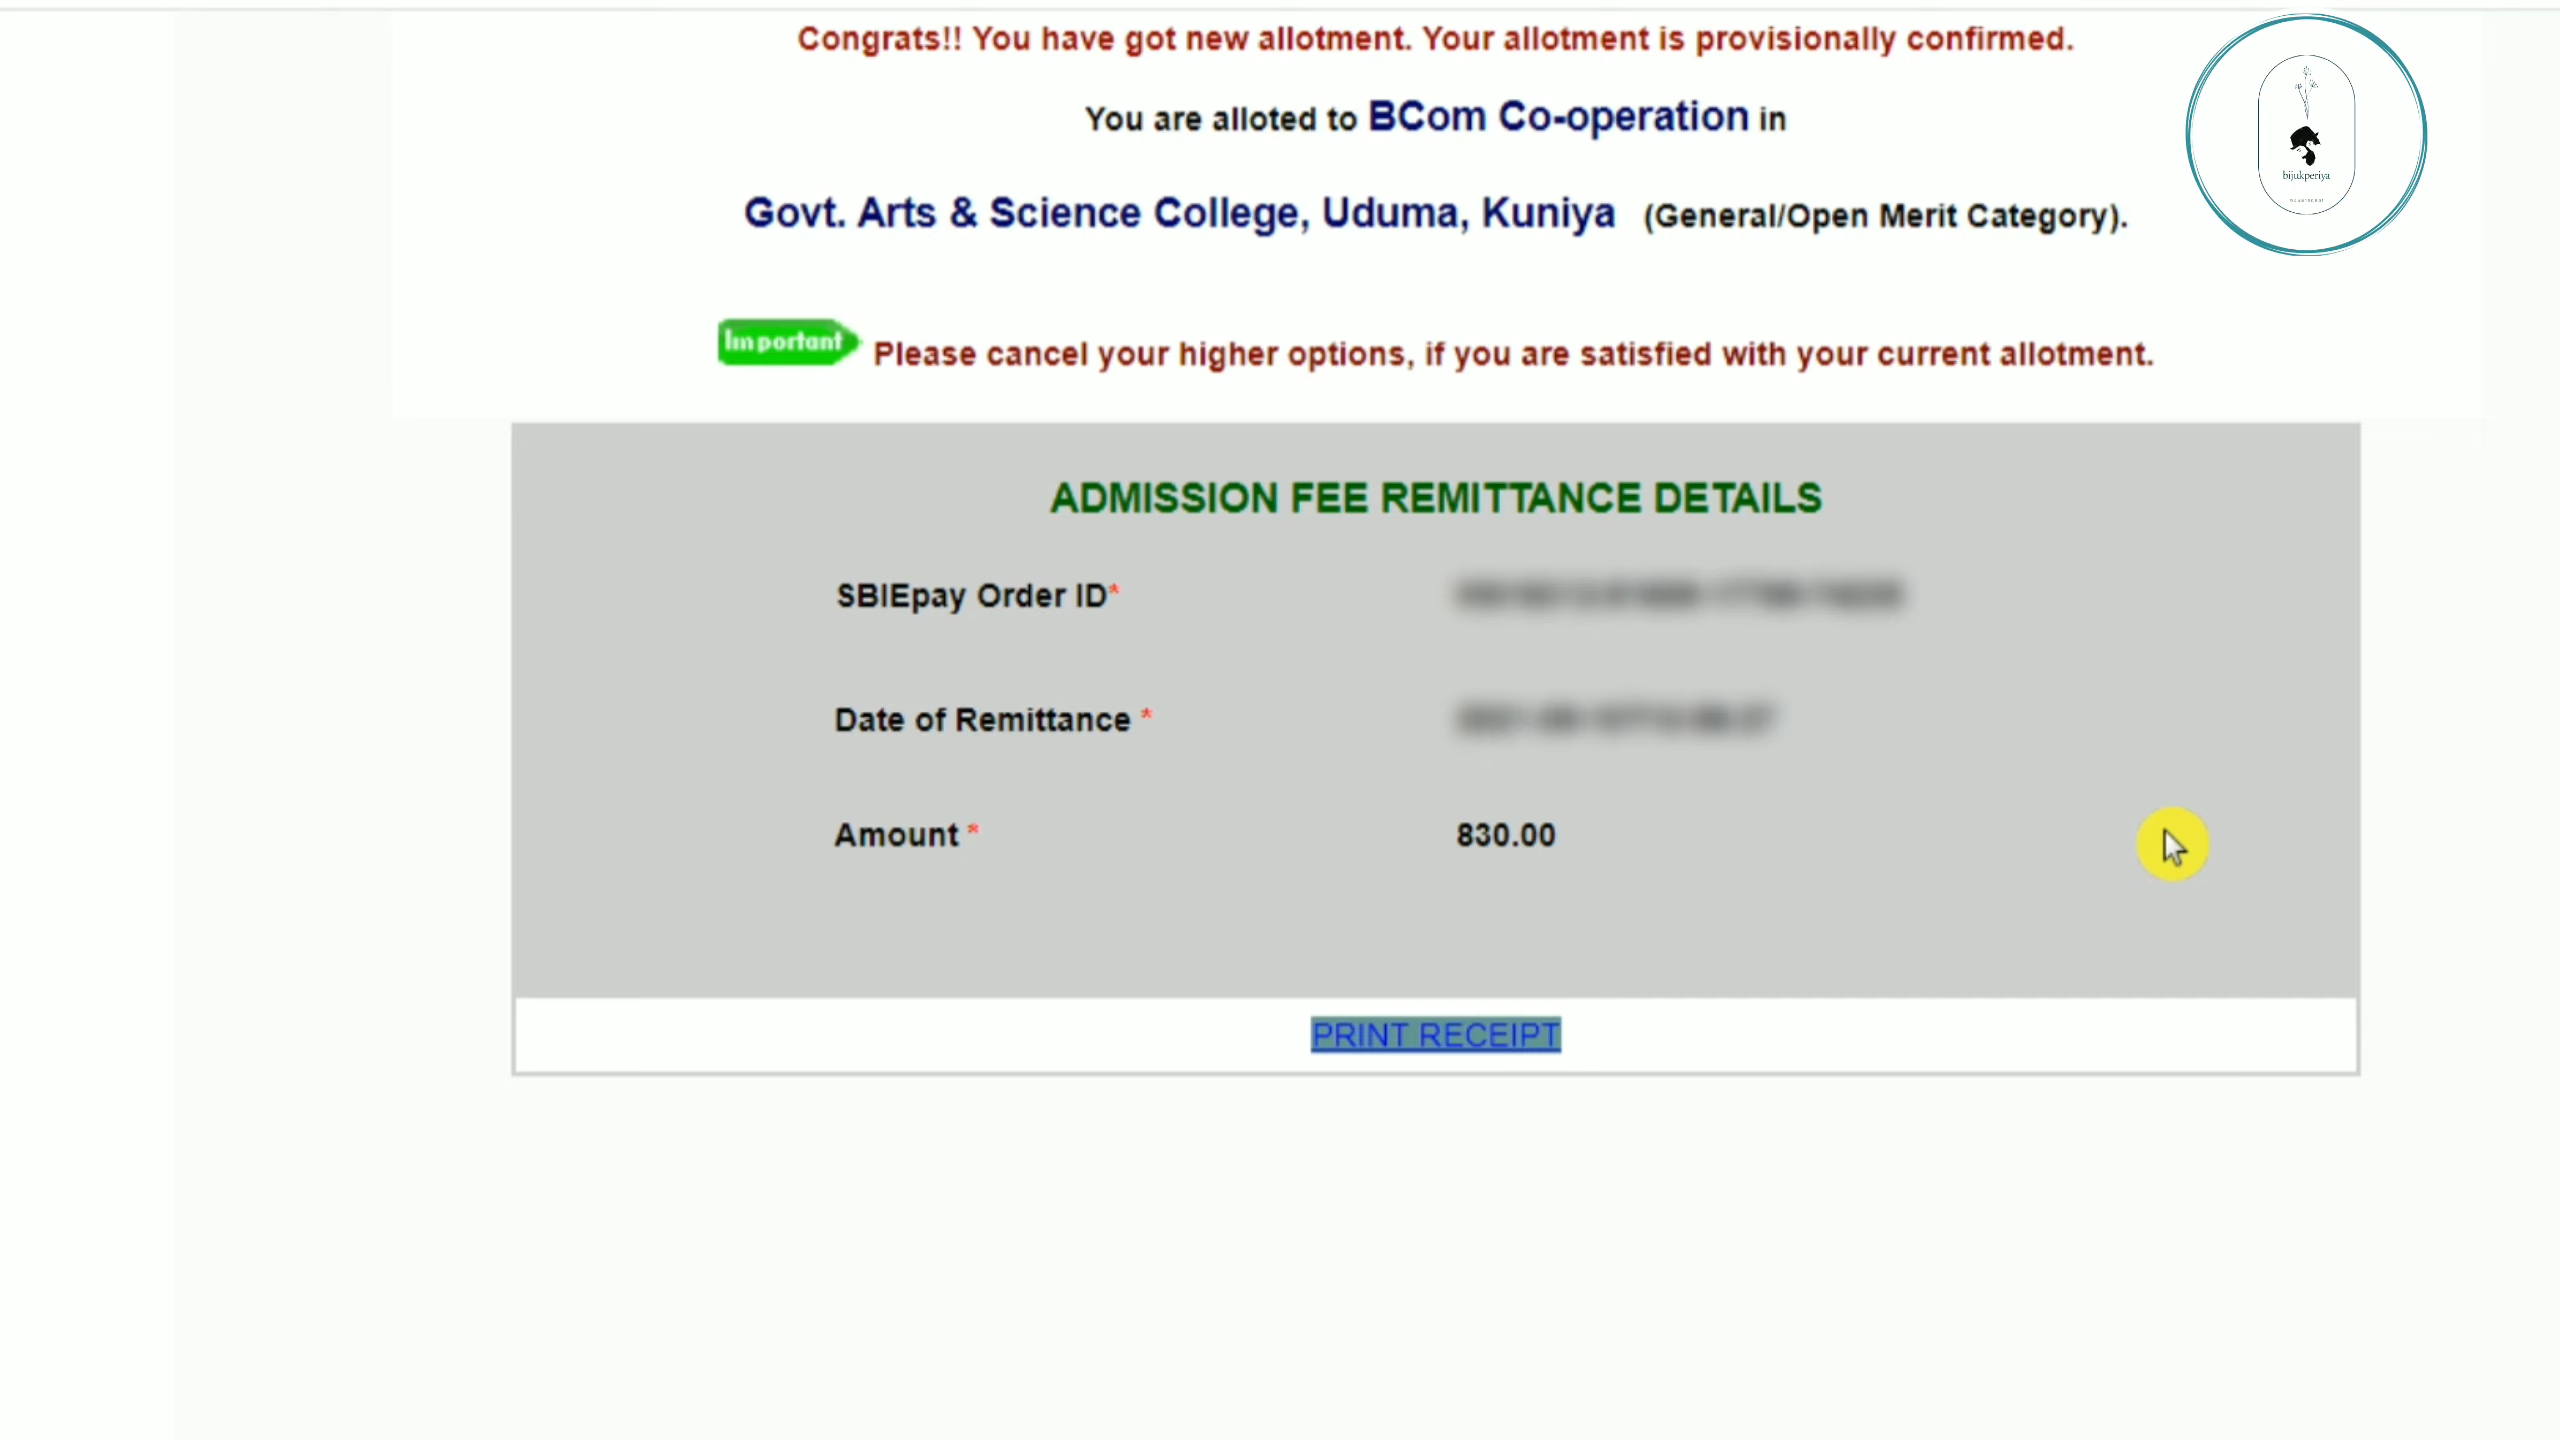 Congrats!! You have got new allotment. Your allotment is provisionally confirmed.
You are alloted to BCom Co-operation in
Govt. Arts & Science College, Uduma, Kuniya (General/Open Merit Category).
bijukperiya
Important Please cancel your higher options, if you are satisfied with your current allotment.
ADMISSION FEE REMITTANCE DETAILS
SBIEpay Order ID*
Date of Remittance *
Amount * 830.00
PRINT RECEIPT